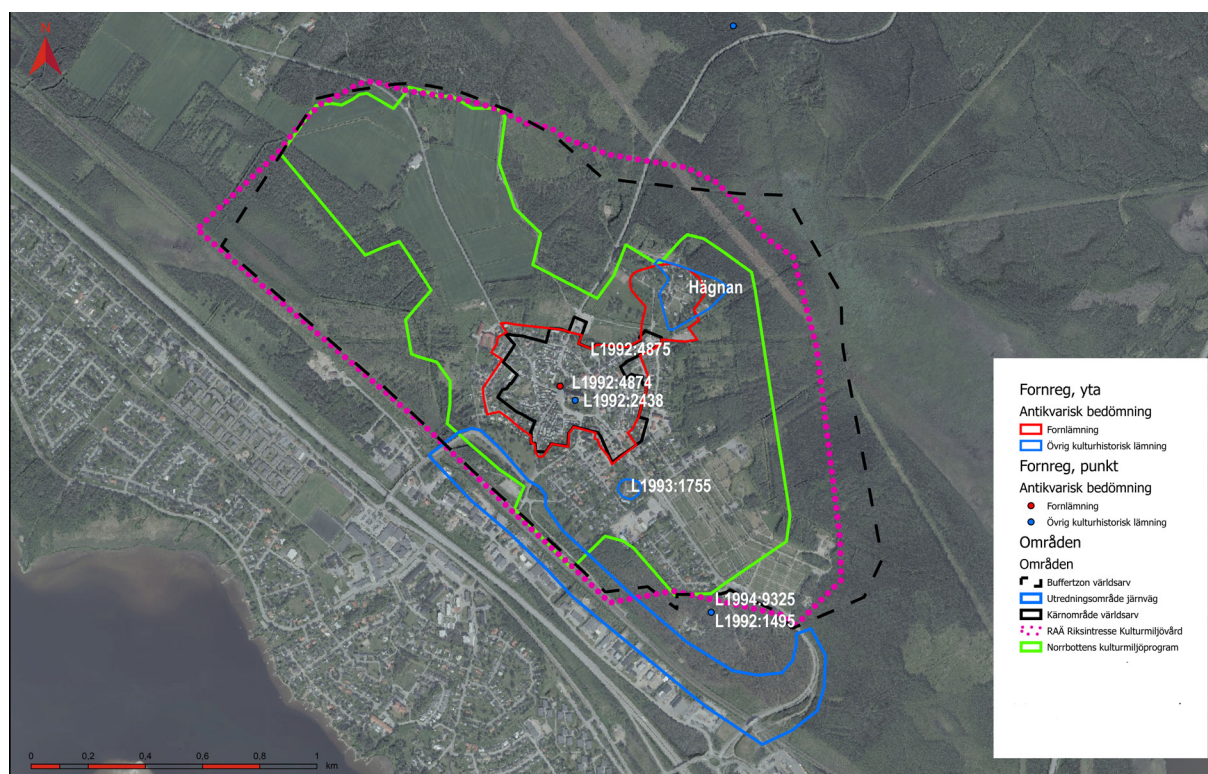 N
Hägnan
L1992:4875
L1992:4874
L1992:2438
L1993:1755
L1994:9325
L1992:1495
Fornreg, yta
Antikvarisk bedömning
Fornlämning
Övrig kulturhistorisk lämning
Fornreg, punkt
Antikvarisk bedömning
Fornlämning
Övrig kulturhistorisk lämning
Områden
Områden
Buffertzon världsarv
Utredningsområde järnväg
Kärnområde världsarv
RAÄ Riksintresse Kulturmiljövård
Norrbottens kulturmiljöprogram
0 0,2 0,4 0,6 0,8 1
km